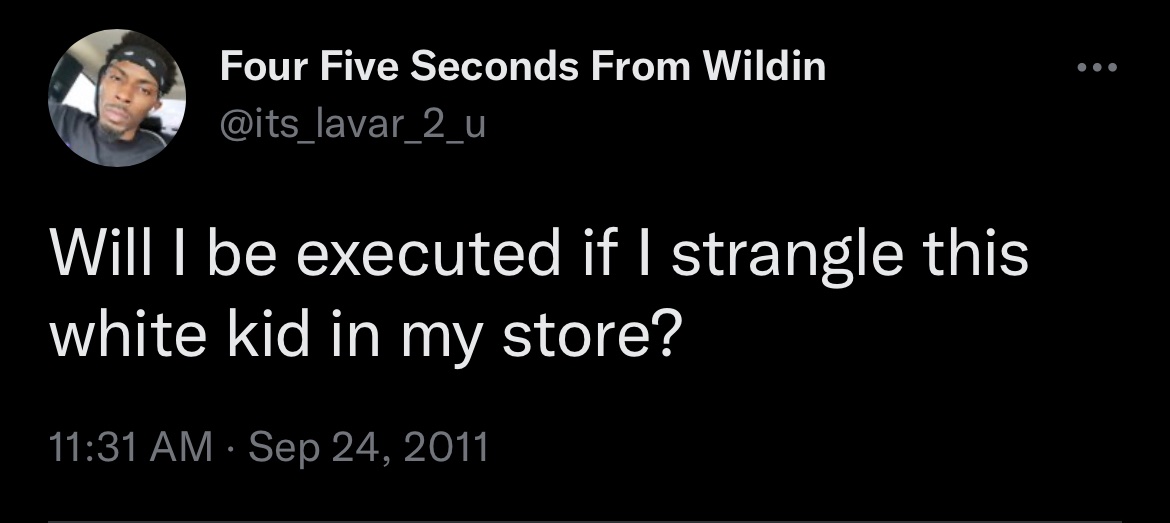 Four Five Seconds From Wildin
@its_lavar_2_u
Will I be executed if I strangle this
white kid in my store?
11:31 AM · Sep 24, 2011